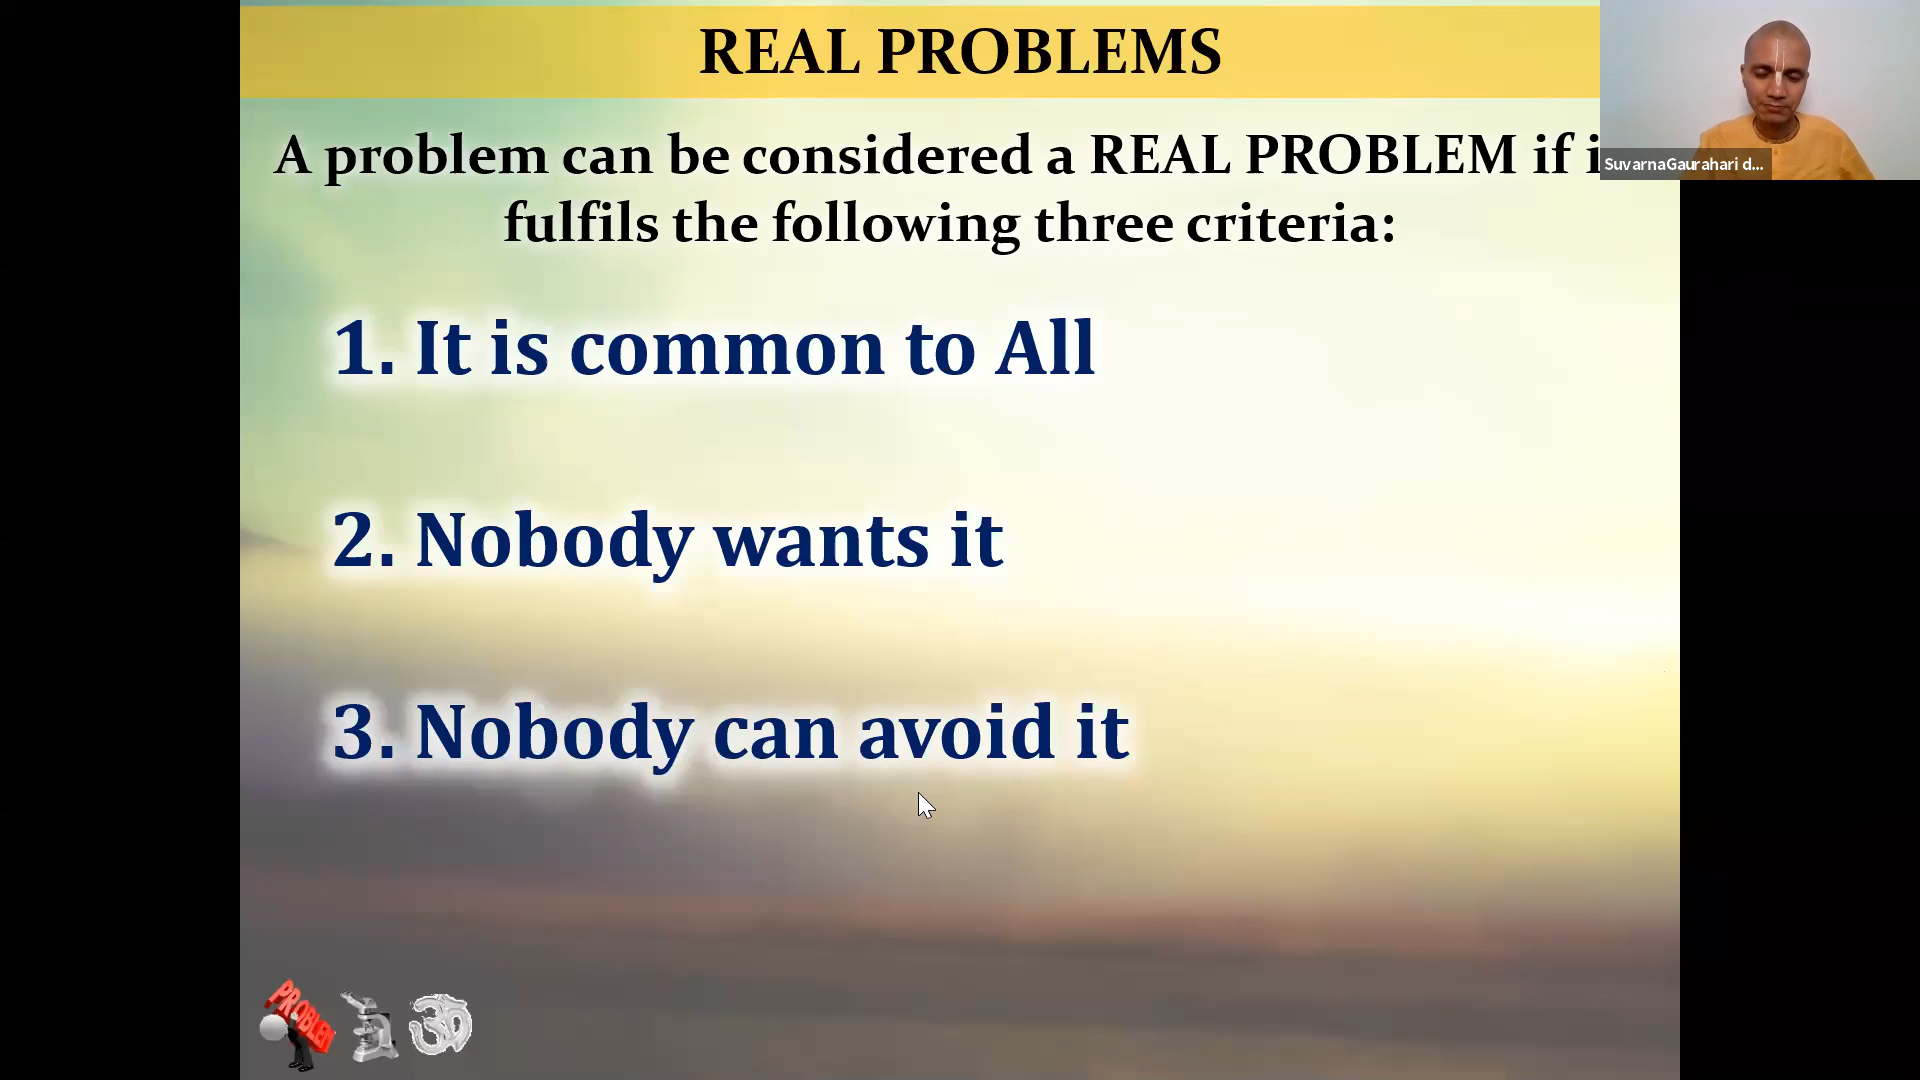 REAL PROBLEMS
A problem can be considered a REAL PROBLEM if i
fulfils the following three criteria:
1. It is common to All
2. Nobody wants it
3. Nobody can avoid it
SuvarnaGaurahari d...
PROBLEM
ॐ